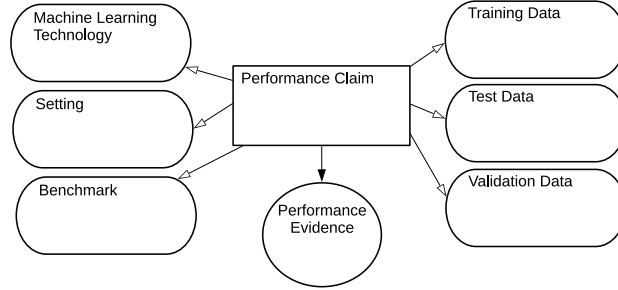 Machine Learning
Technology
Training Data
Performance Claim
Setting
Test Data
Benchmark
Validation Data
Performance
Evidence